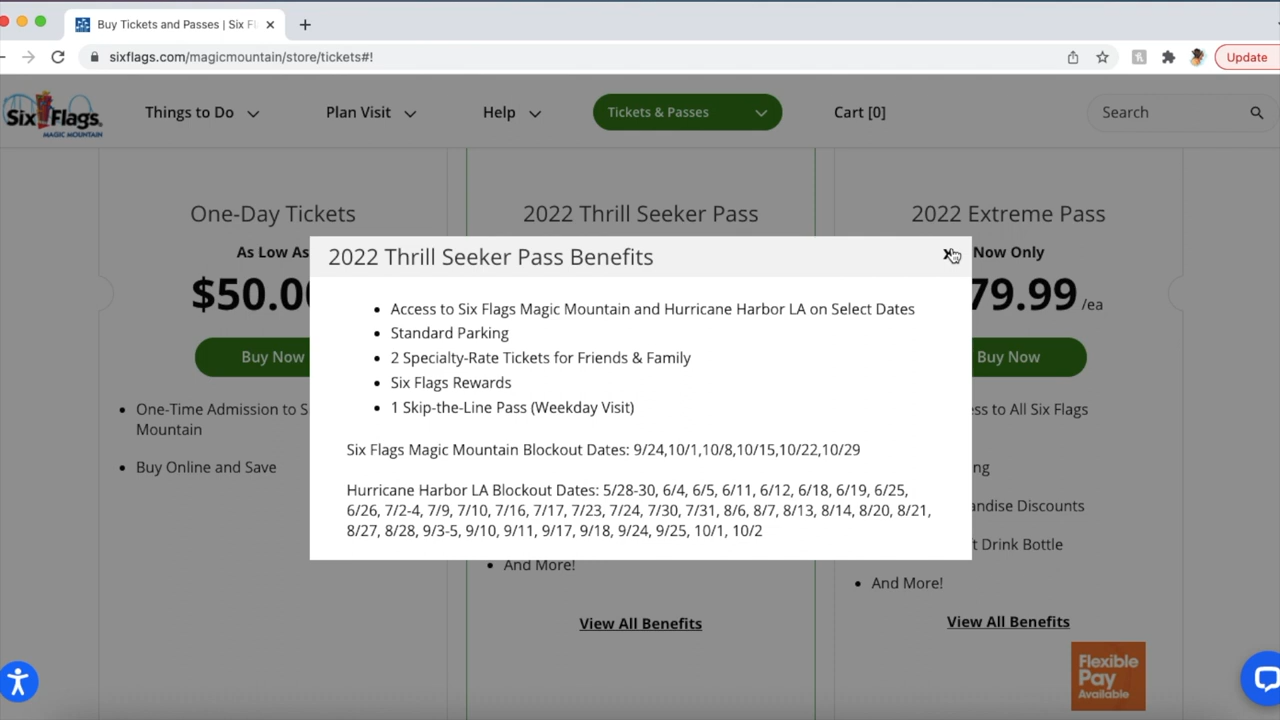 Buy Tickets and Passes | Six Fl
sixflags.com/magicmountain/store/tickets#!
Update
Six Flags
MAGIC MOUNTAIN
Things to Do
Plan Visit
Help
Tickets & Passes
Cart [0]
Search
One-Day Tickets
As Low As
$50.0
Buy Now
One-Time Admission to S
Mountain
Buy Online and Save
2022 Thrill Seeker Pass
2022 Thrill Seeker Pass Benefits
x
Access to Six Flags Magic Mountain and Hurricane Harbor LA on Select Dates
Standard Parking
2 Specialty-Rate Tickets for Friends & Family
Six Flags Rewards
1 Skip-the-Line Pass (Weekday Visit)
Six Flags Magic Mountain Blockout Dates: 9/24,10/1,10/8,10/15,10/22,10/29
Hurricane Harbor LA Blockout Dates: 5/28-30, 6/4, 6/5, 6/11, 6/12, 6/18, 6/19, 6/25,
6/26, 7/2-4, 7/9, 7/10, 7/16, 7/17, 7/23, 7/24, 7/30, 7/31, 8/6, 8/7, 8/13, 8/14, 8/20, 8/21,
8/27, 8/28, 9/3-5, 9/10, 9/11, 9/17, 9/18, 9/24, 9/25, 10/1, 10/2
And More!
View All Benefits
2022 Extreme Pass
Now Only
79.99 /ea
Buy Now
ss to All Six Flags
ng
andise Discounts
t Drink Bottle
And More!
View All Benefits
Flexible
Pay
Available